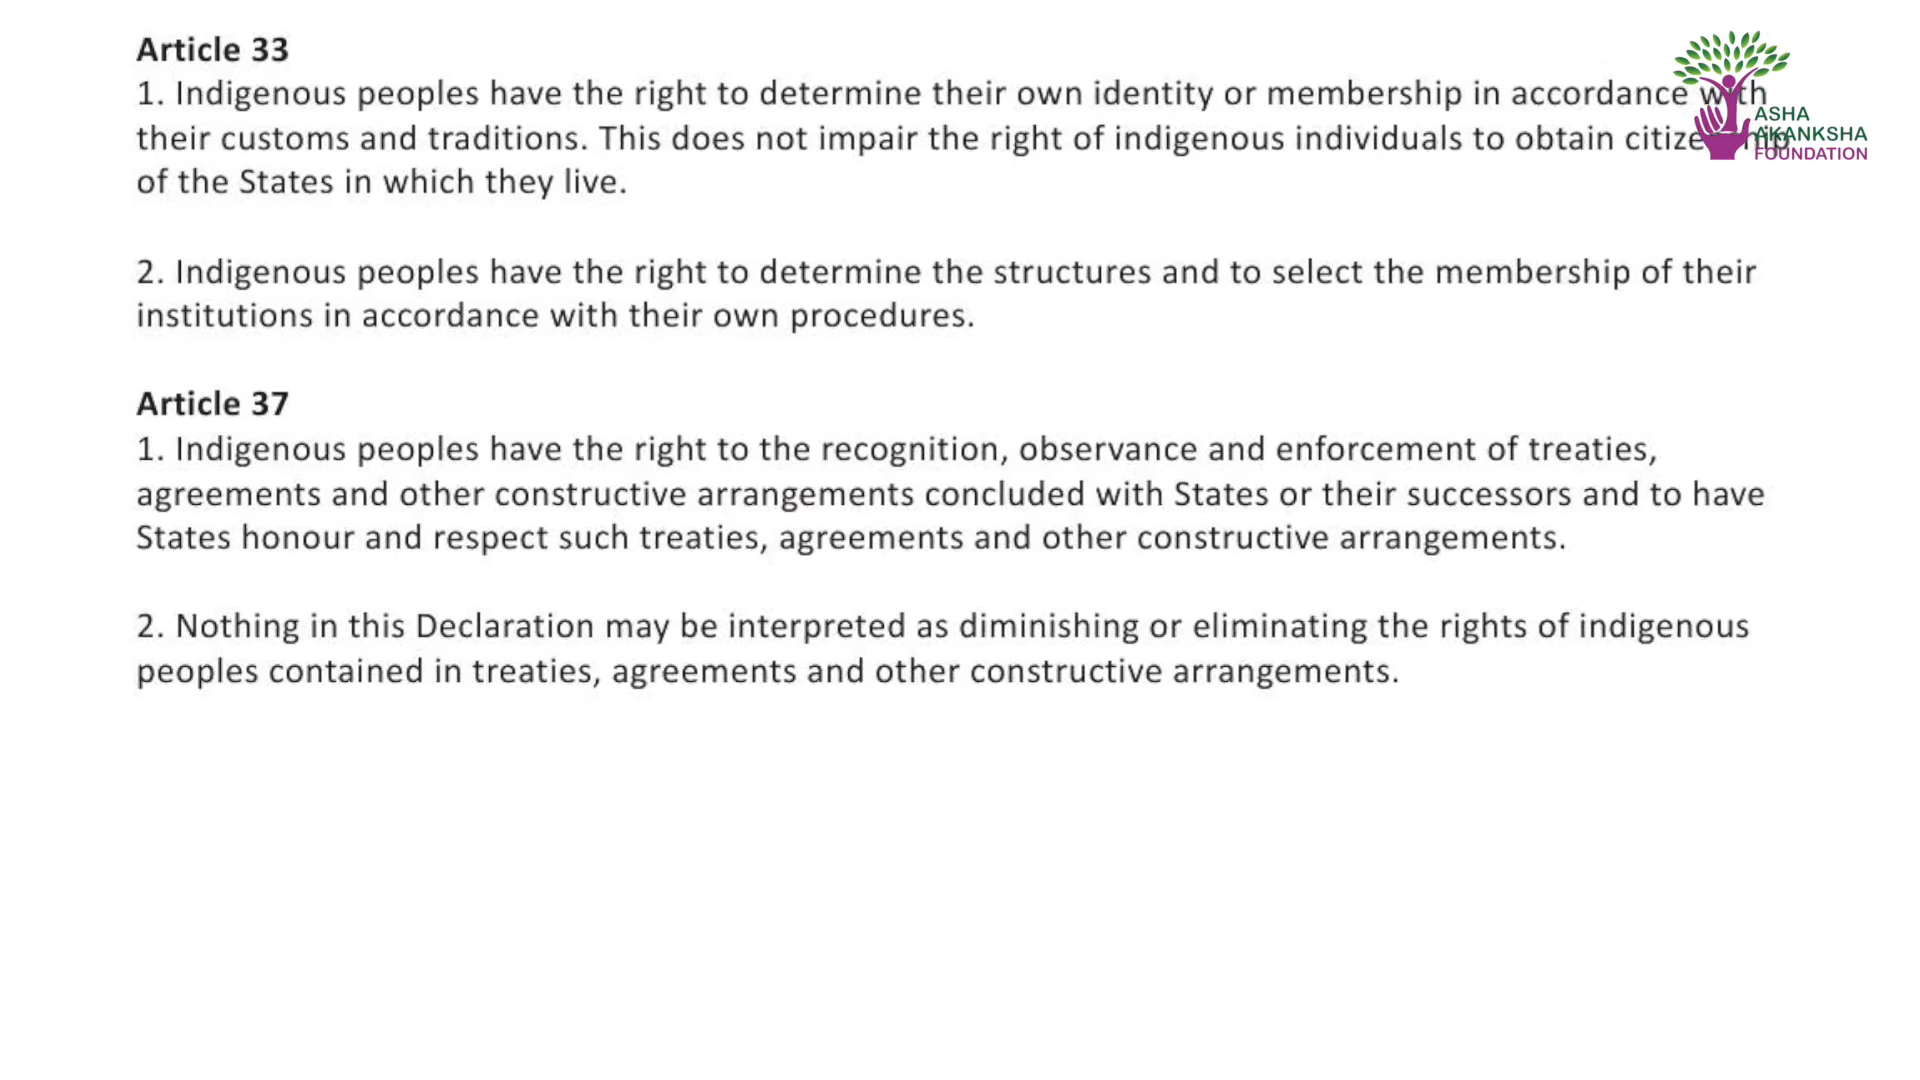 Article 33
1. Indigenous peoples have the right to determine their own identity or membership in accordance with
their customs and traditions. This does not impair the right of indigenous individuals to obtain citizenship
of the States in which they live.
2. Indigenous peoples have the right to determine the structures and to select the membership of their
institutions in accordance with their own procedures.
Article 37
1. Indigenous peoples have the right to the recognition, observance and enforcement of treaties,
agreements and other constructive arrangements concluded with States or their successors and to have
States honour and respect such treaties, agreements and other constructive arrangements.
2. Nothing in this Declaration may be interpreted as diminishing or eliminating the rights of indigenous
peoples contained in treaties, agreements and other constructive arrangements.
ASHA
AKANKSHA
FOUNDATION